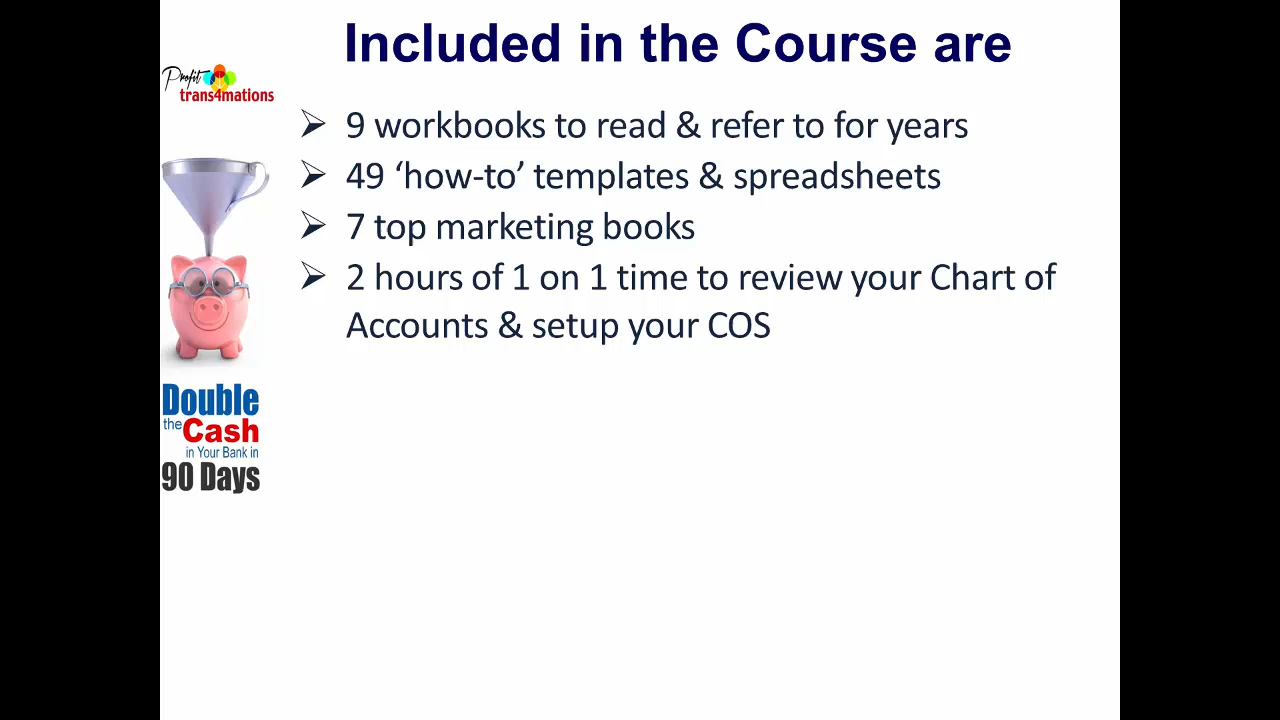 Included in the Course are
Profit
trans4mations
➢ 9 workbooks to read & refer to for years
➢ 49 ‘how-to’ templates & spreadsheets
➢ 7 top marketing books
➢ 2 hours of 1 on 1 time to review your Chart of
Accounts & setup your COS
Double
the Cash
in Your Bank in
90 Days